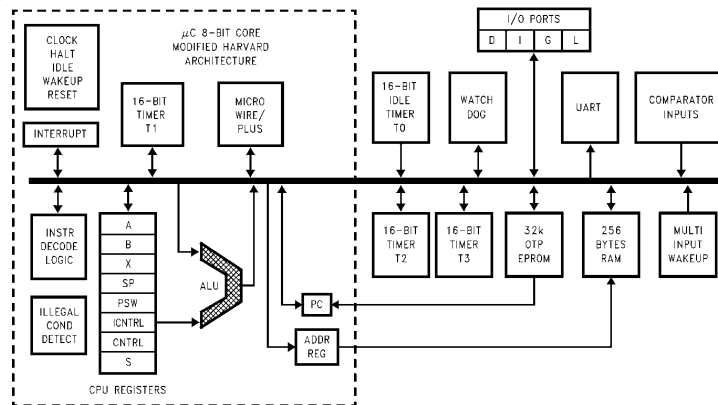 CLOCK
HALT
IDLE
WAKEUP
RESET
μC 8-BIT CORE
MODIFIED HARVARD
ARCHITECTURE
I/O PORTS
D I G L
INTERRUPT
16-BIT
TIMER
T1
MICRO
WIRE/
PLUS
16-BIT
IDLE
TIMER
T0
WATCH
DOG
UART
COMPARATOR
INPUTS
INSTR
DECODE
LOGIC
ILLEGAL
COND
DETECT
A
B
X
SP
PSW
ICNTRL
CNTRL
S
CPU REGISTERS
ALU
PC
ADDR
REG
16-BIT
TIMER
T2
16-BIT
TIMER
T3
32k
OTP
EPROM
256
BYTES
RAM
MULTI
INPUT
WAKEUP